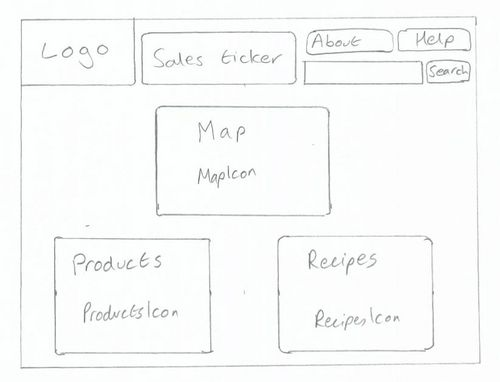 Logo
Sales ticker
About
Help
Search
Map
MapIcon
Products
ProductsIcon
Recipes
RecipesIcon